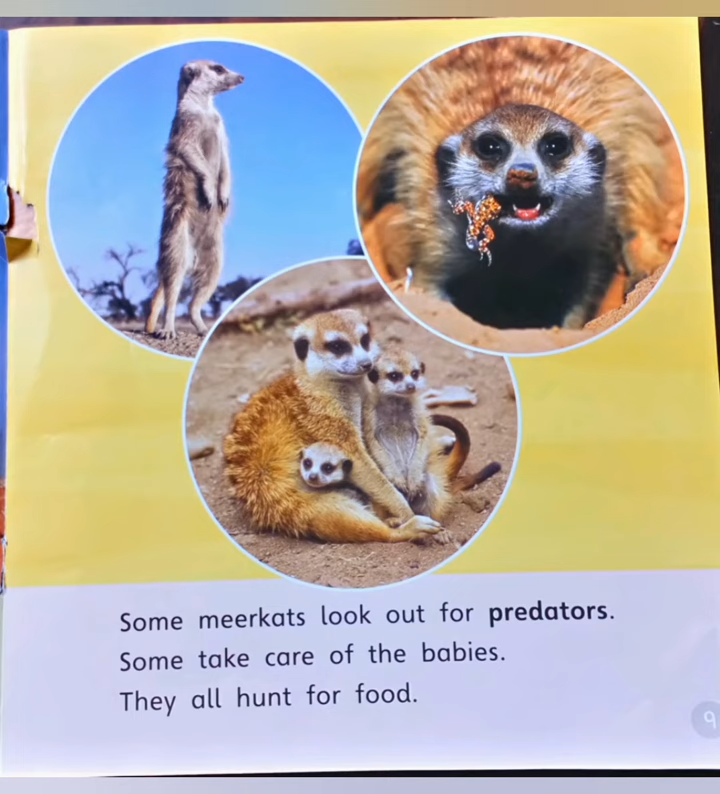 Some meerkats look out for predators.
Some take care of the babies.
They all hunt for food.
9